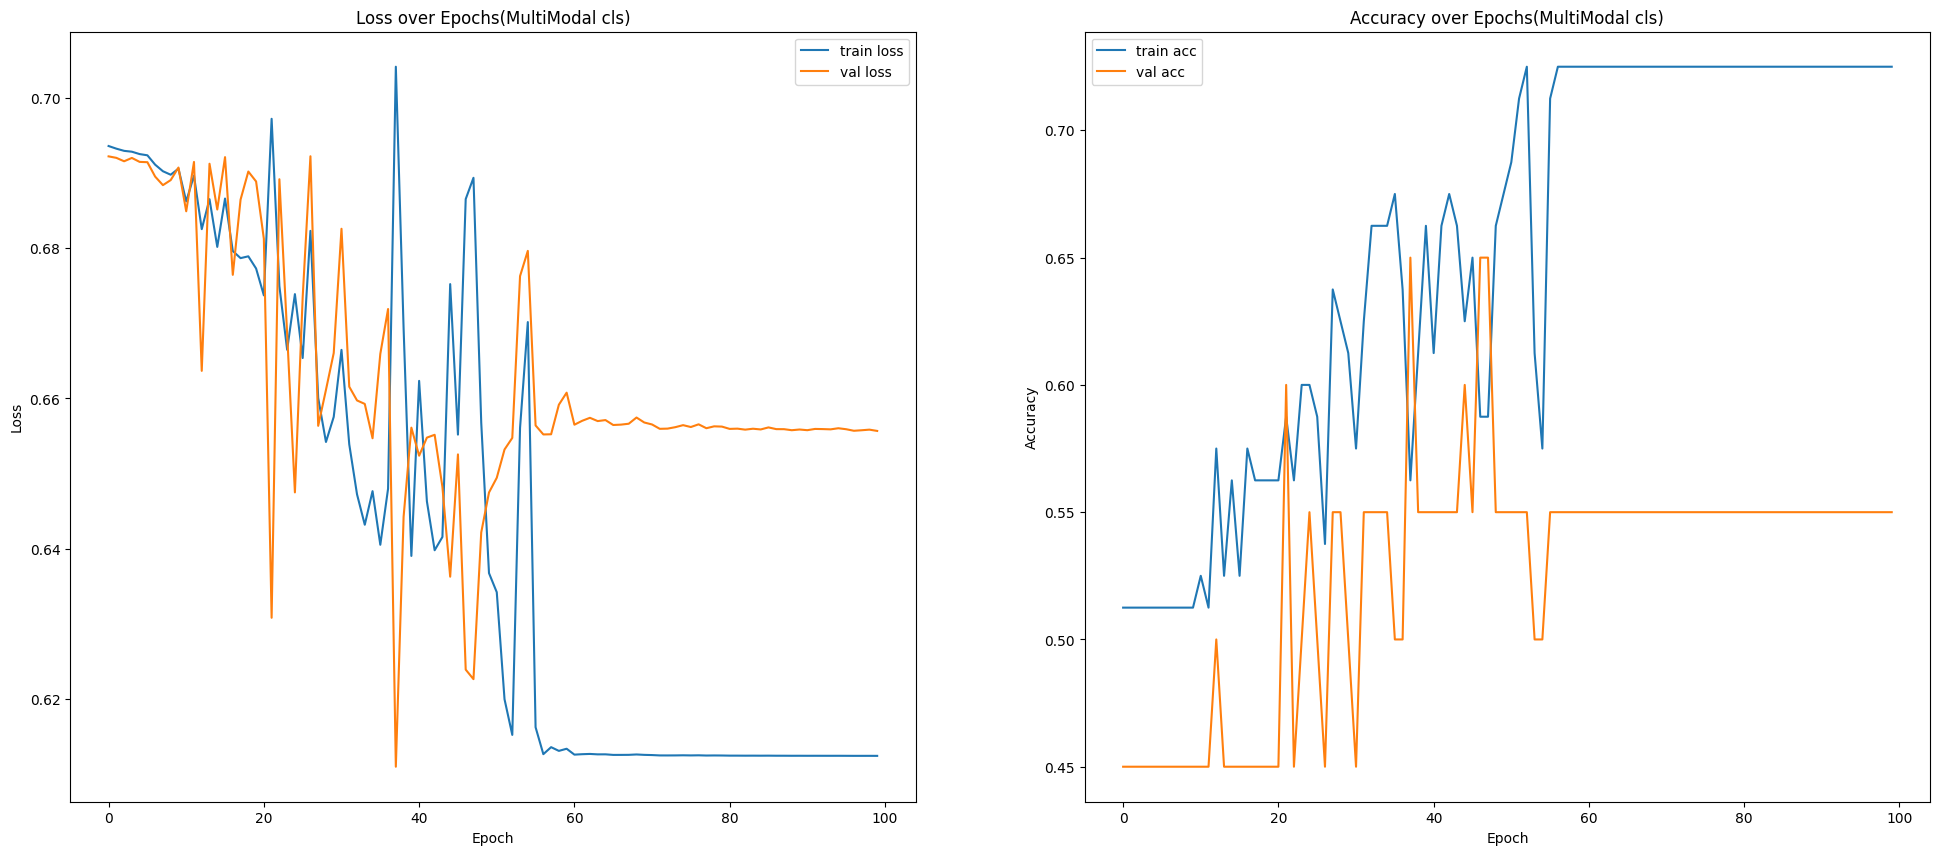 Loss over Epochs(MultiModal cls)
train loss
val loss
0.70
0.68
0.66
0.64
0.62
Loss
0 20 40 60 80 100
Epoch
Accuracy over Epochs(MultiModal cls)
train acc
val acc
0.70
0.65
0.60
0.55
0.50
0.45
Accuracy
0 20 40 60 80 100
Epoch